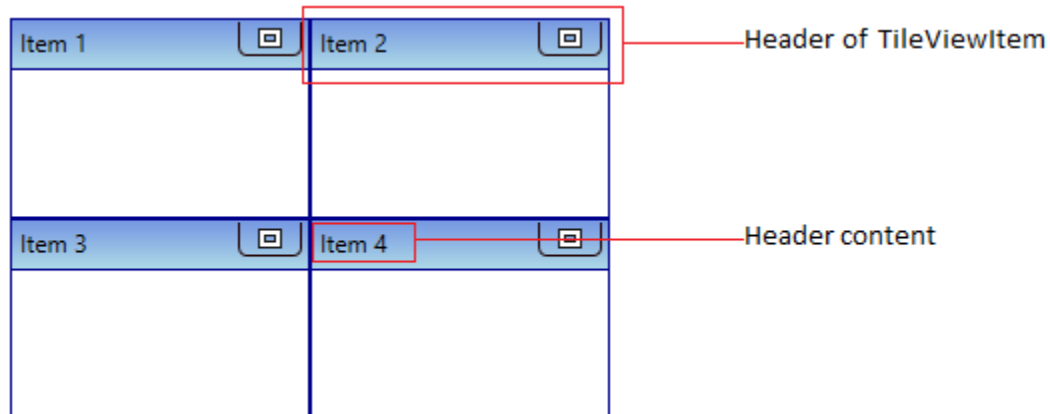 Item 1
Item 2
Header of TileViewItem
Item 3
Item 4
Header content